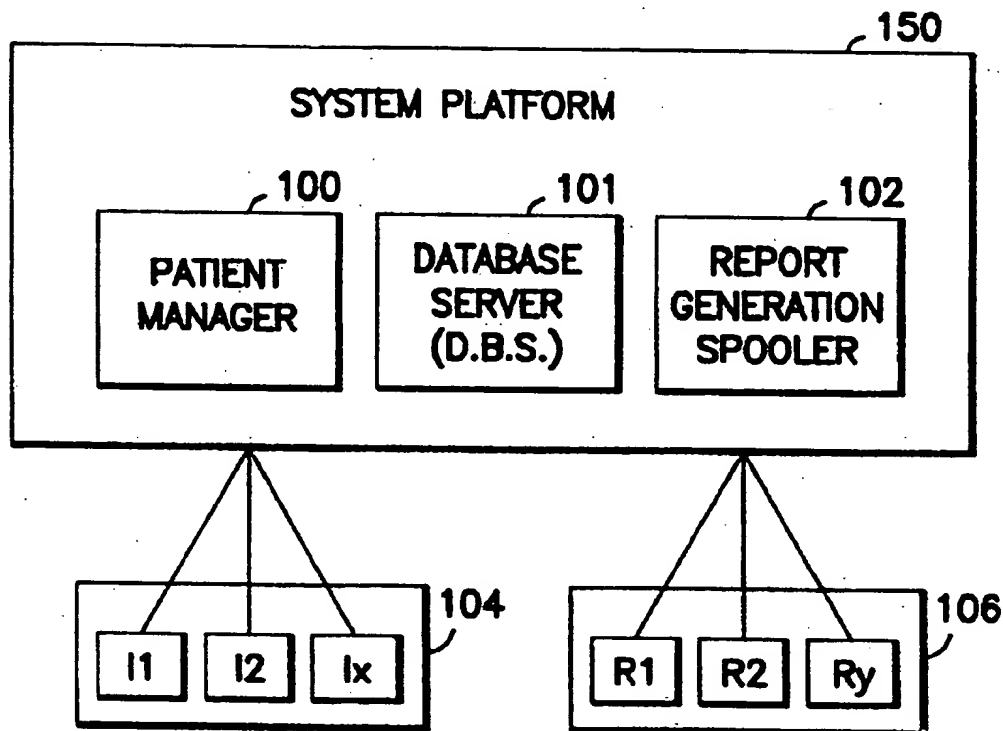 150
SYSTEM PLATFORM
100
101
102
PATIENT
MANAGER
DATABASE
SERVER
(D.B.S.)
REPORT
GENERATION
SPOOLER
104
I1
I2
Ix
106
R1
R2
Ry